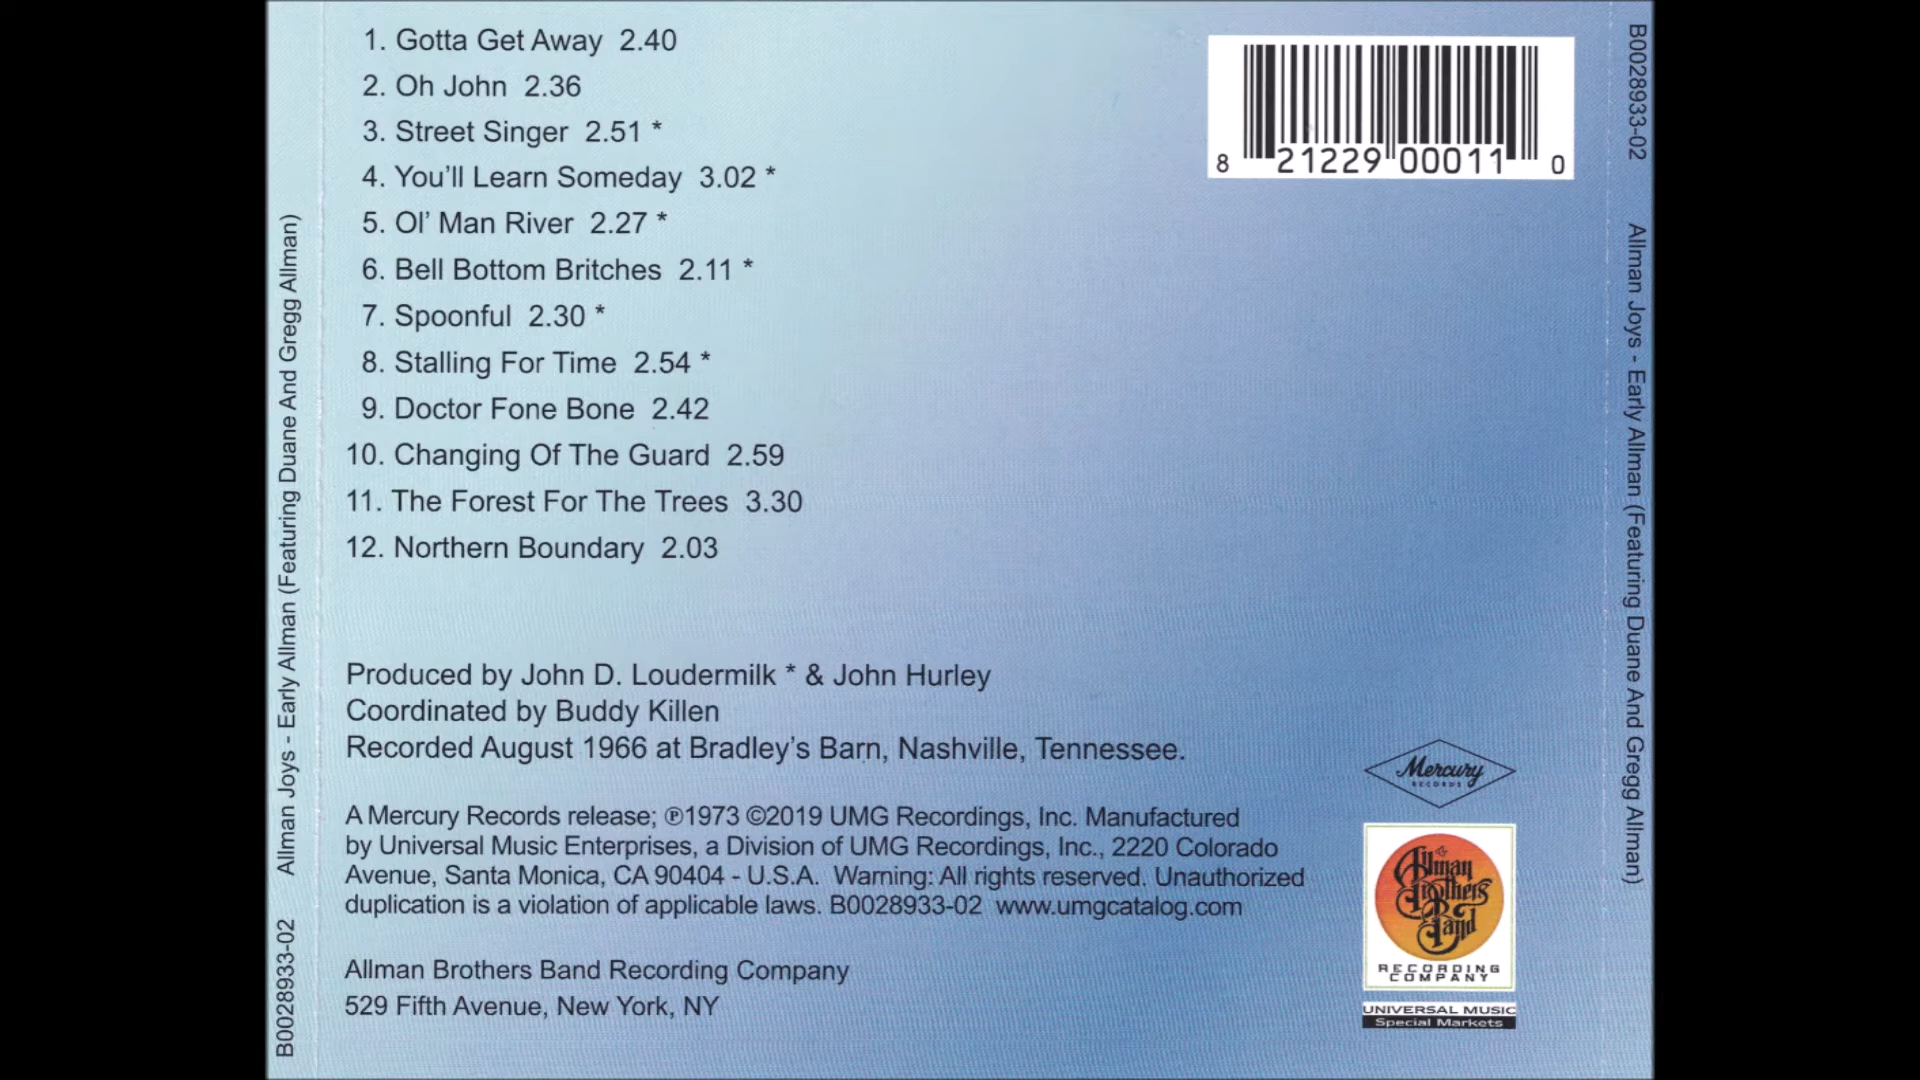 1. Gotta Get Away 2.40
2. Oh John 2.36
3. Street Singer 2.51 *
4. You'll Learn Someday 3.02 *
5. Ol' Man River 2.27 *
6. Bell Bottom Britches 2.11 *
7. Spoonful 2.30 *
8. Stalling For Time 2.54 *
9. Doctor Fone Bone 2.42
10. Changing Of The Guard 2.59
11. The Forest For The Trees 3.30
12. Northern Boundary 2.03
8 21229 00011 0
Produced by John D. Loudermilk * & John Hurley
Coordinated by Buddy Killen
Recorded August 1966 at Bradley's Barn, Nashville, Tennessee.
A Mercury Records release; ℗1973 ©2019 UMG Recordings, Inc. Manufactured
by Universal Music Enterprises, a Division of UMG Recordings, Inc., 2220 Colorado
Avenue, Santa Monica, CA 90404 - U.S.A. Warning: All rights reserved. Unauthorized
duplication is a violation of applicable laws. B0028933-02 www.umgcatalog.com
Allman Brothers Band Recording Company
529 Fifth Avenue, New York, NY
Mercury
RECORDS
The
Allman
Brothers
Band
RECORDING
COMPANY
UNIVERSAL MUSIC
Special Markets
B0028933-02 Allman Joys - Early Allman (Featuring Duane And Gregg Allman)
B0028933-02 Allman Joys - Early Allman (Featuring Duane And Gregg Allman)